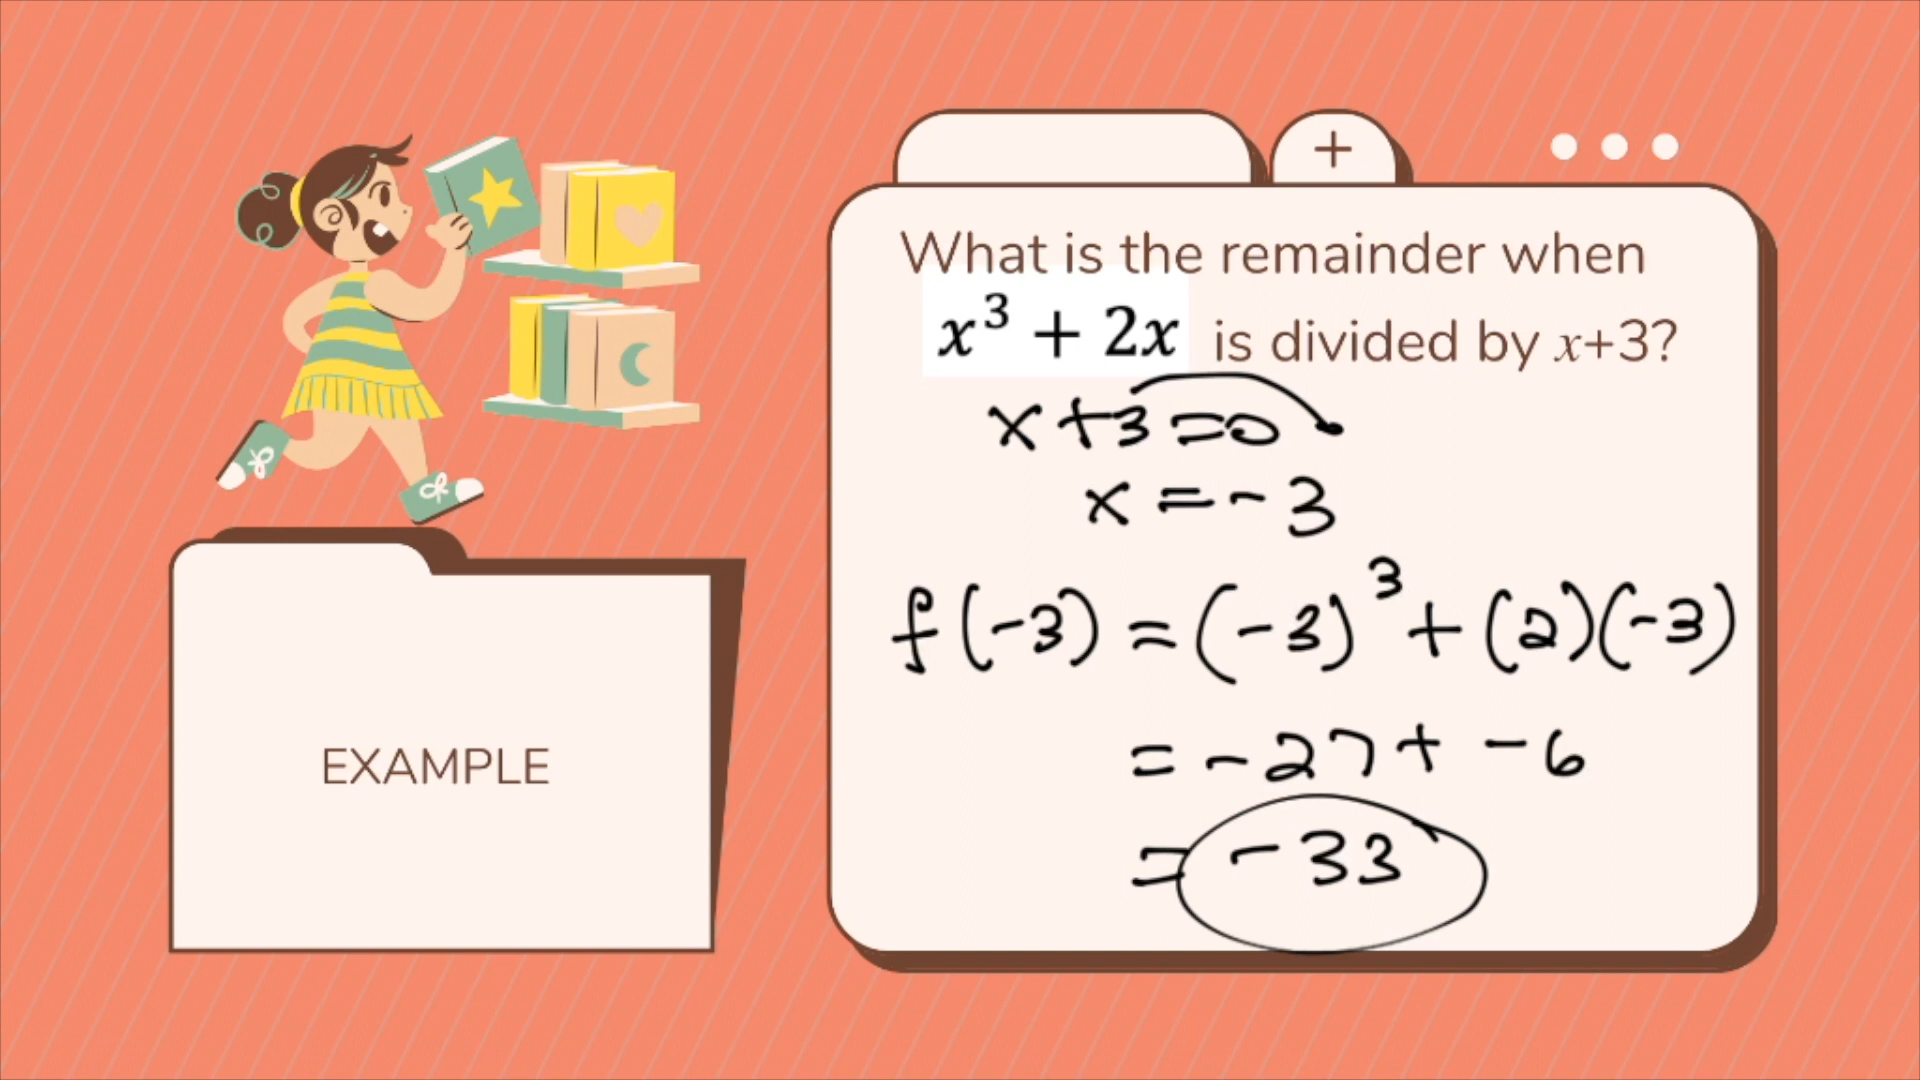 +
What is the remainder when
x³ + 2x is divided by x+3?
x+3=0
x=-3
f(-3)=(-3)³+(2)(-3)
=-27+ -6
=-33
EXAMPLE